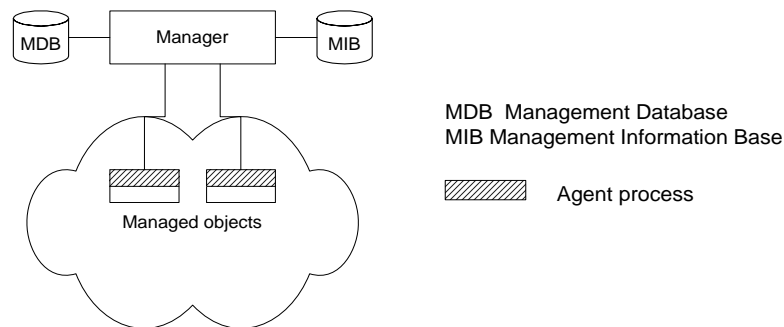 MDB
Manager
MIB
MDB Management Database
MIB Management Information Base
Agent process
Managed objects